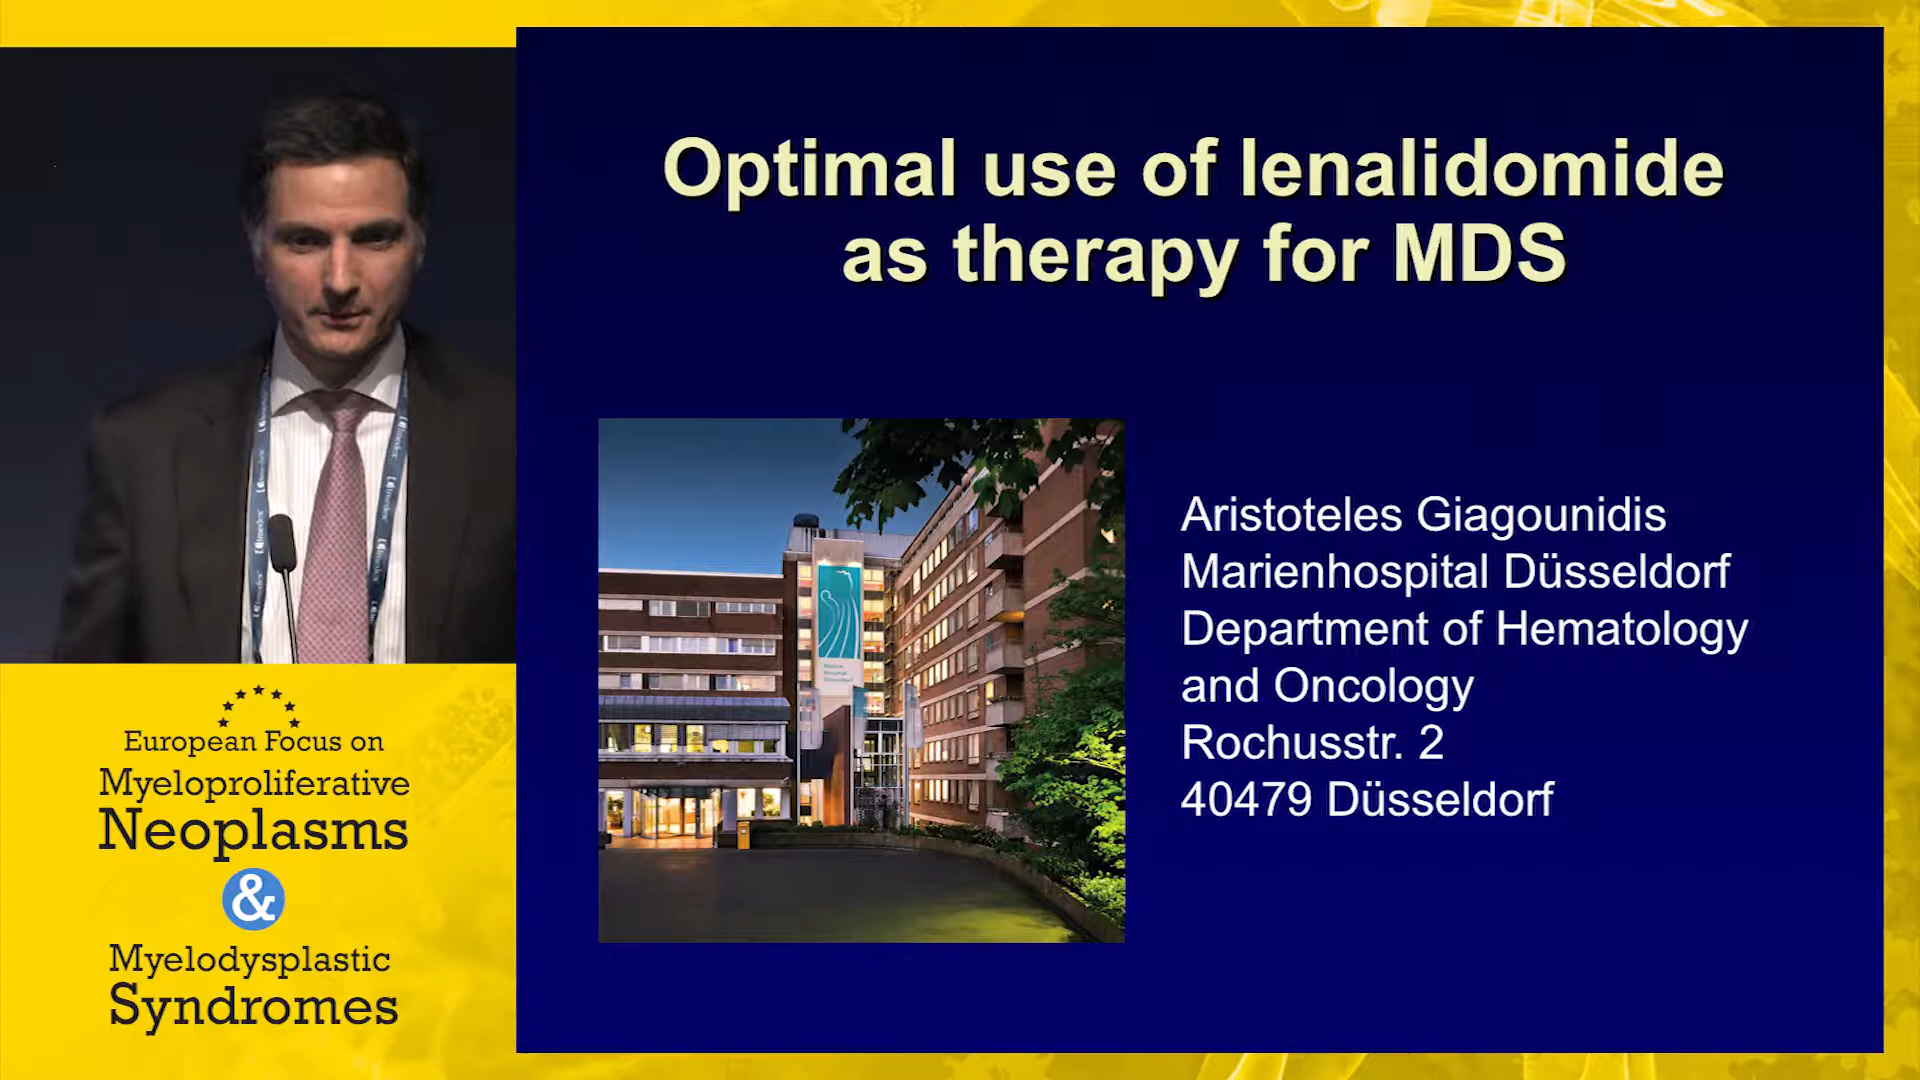 Optimal use of lenalidomide
as therapy for MDS
Aristoteles Giagounidis
Marienhospital Düsseldorf
Department of Hematology
and Oncology
Rochusstr. 2
40479 Düsseldorf
European Focus on
Myeloproliferative
Neoplasms
&
Myelodysplastic
Syndromes